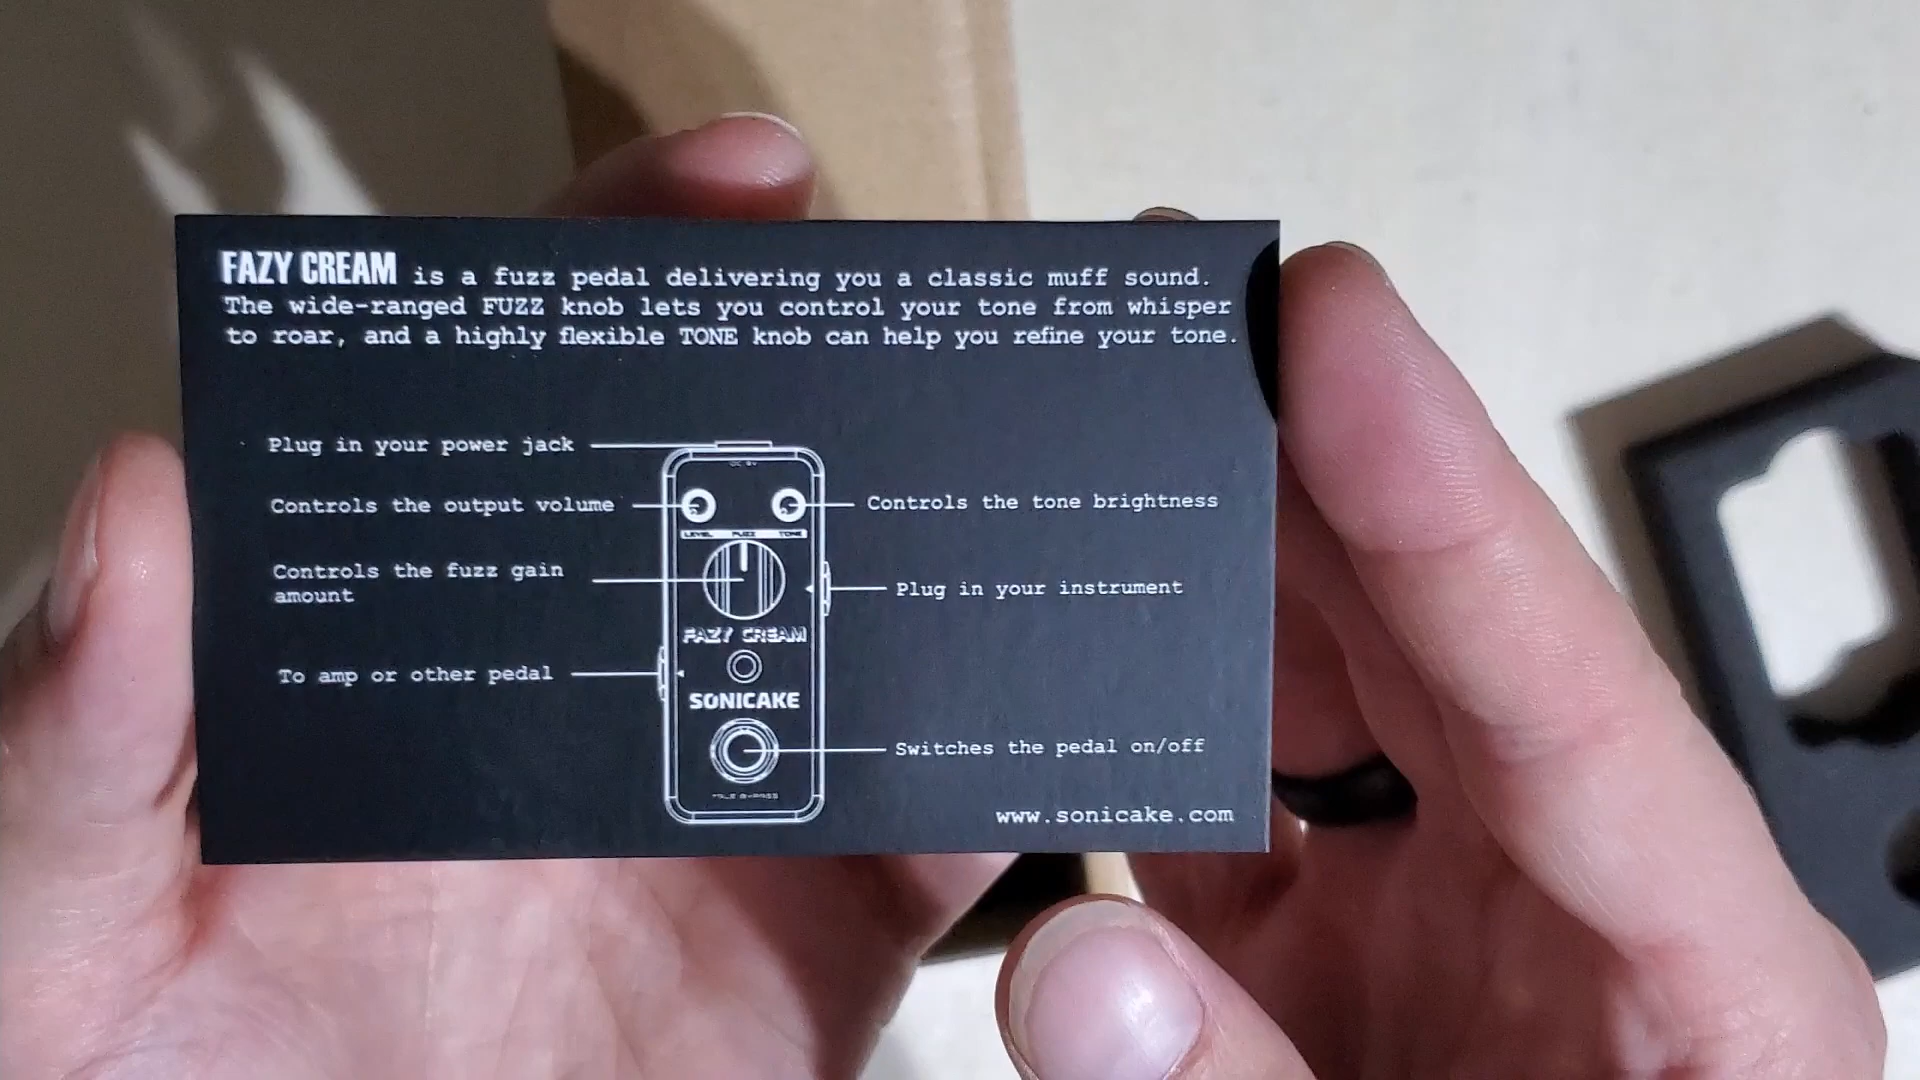 FAZY CREAM is a fuzz pedal delivering you a classic muff sound.
The wide-ranged FUZZ knob lets you control your tone from whisper
to roar, and a highly flexible TONE knob can help you refine your tone.
Plug in your power jack
DC 9V
Controls the output volume
Controls the tone brightness
LEVEL FUZZ TONE
Controls the fuzz gain
amount
Plug in your instrument
FAZY CREAM
To amp or other pedal
SONICAKE
Switches the pedal on/off
TRUE BYPASS
www.sonicake.com